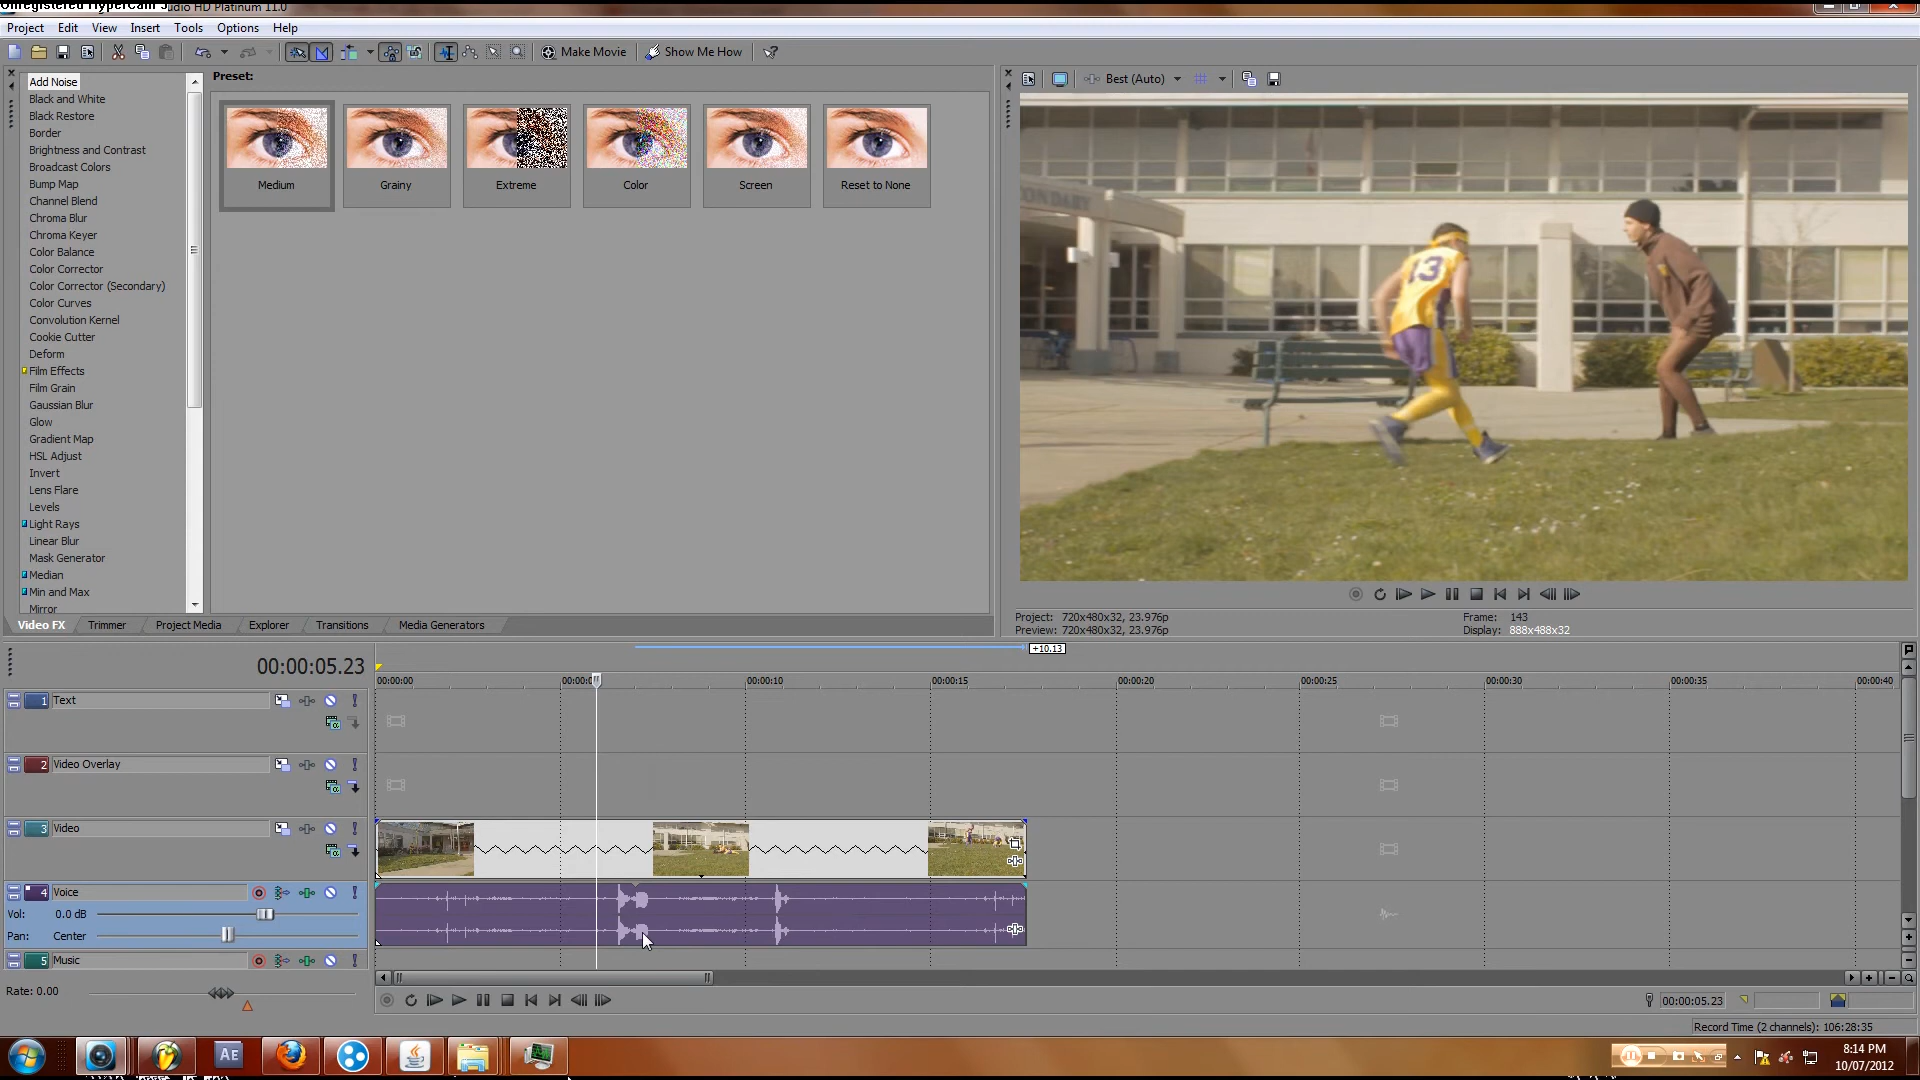 Unregistered HyperCam 3
udio HD Platinum 11.0
Project Edit View Insert Tools Options Help
Make Movie Show Me How
Add Noise
Black and White
Black Restore
Border
Brightness and Contrast
Broadcast Colors
Bump Map
Channel Blend
Chroma Blur
Chroma Keyer
Color Balance
Color Corrector
Color Corrector (Secondary)
Color Curves
Convolution Kernel
Cookie Cutter
Deform
Film Effects
Film Grain
Gaussian Blur
Glow
Gradient Map
HSL Adjust
Invert
Lens Flare
Levels
Light Rays
Linear Blur
Mask Generator
Median
Min and Max
Mirror
Preset:
Medium Grainy Extreme Color Screen Reset to None
Video FX Trimmer Project Media Explorer Transitions Media Generators
Best (Auto)
ONDARY
13
Project: 720x480x32, 23.976p Frame: 143
Preview: 720x480x32, 23.976p Display: 888x488x32
00:00:05.23
+10.13
00:00:00 00:00:0 00:00:10 00:00:15 00:00:20 00:00:25 00:00:30 00:00:35 00:00:40
1 Text
2 Video Overlay
3 Video
4 Voice
Vol: 0.0 dB
Pan: Center
5 Music
Rate: 0.00
00:00:05.23
Record Time (2 channels): 106:28:35
AE
8:14 PM
10/07/2012